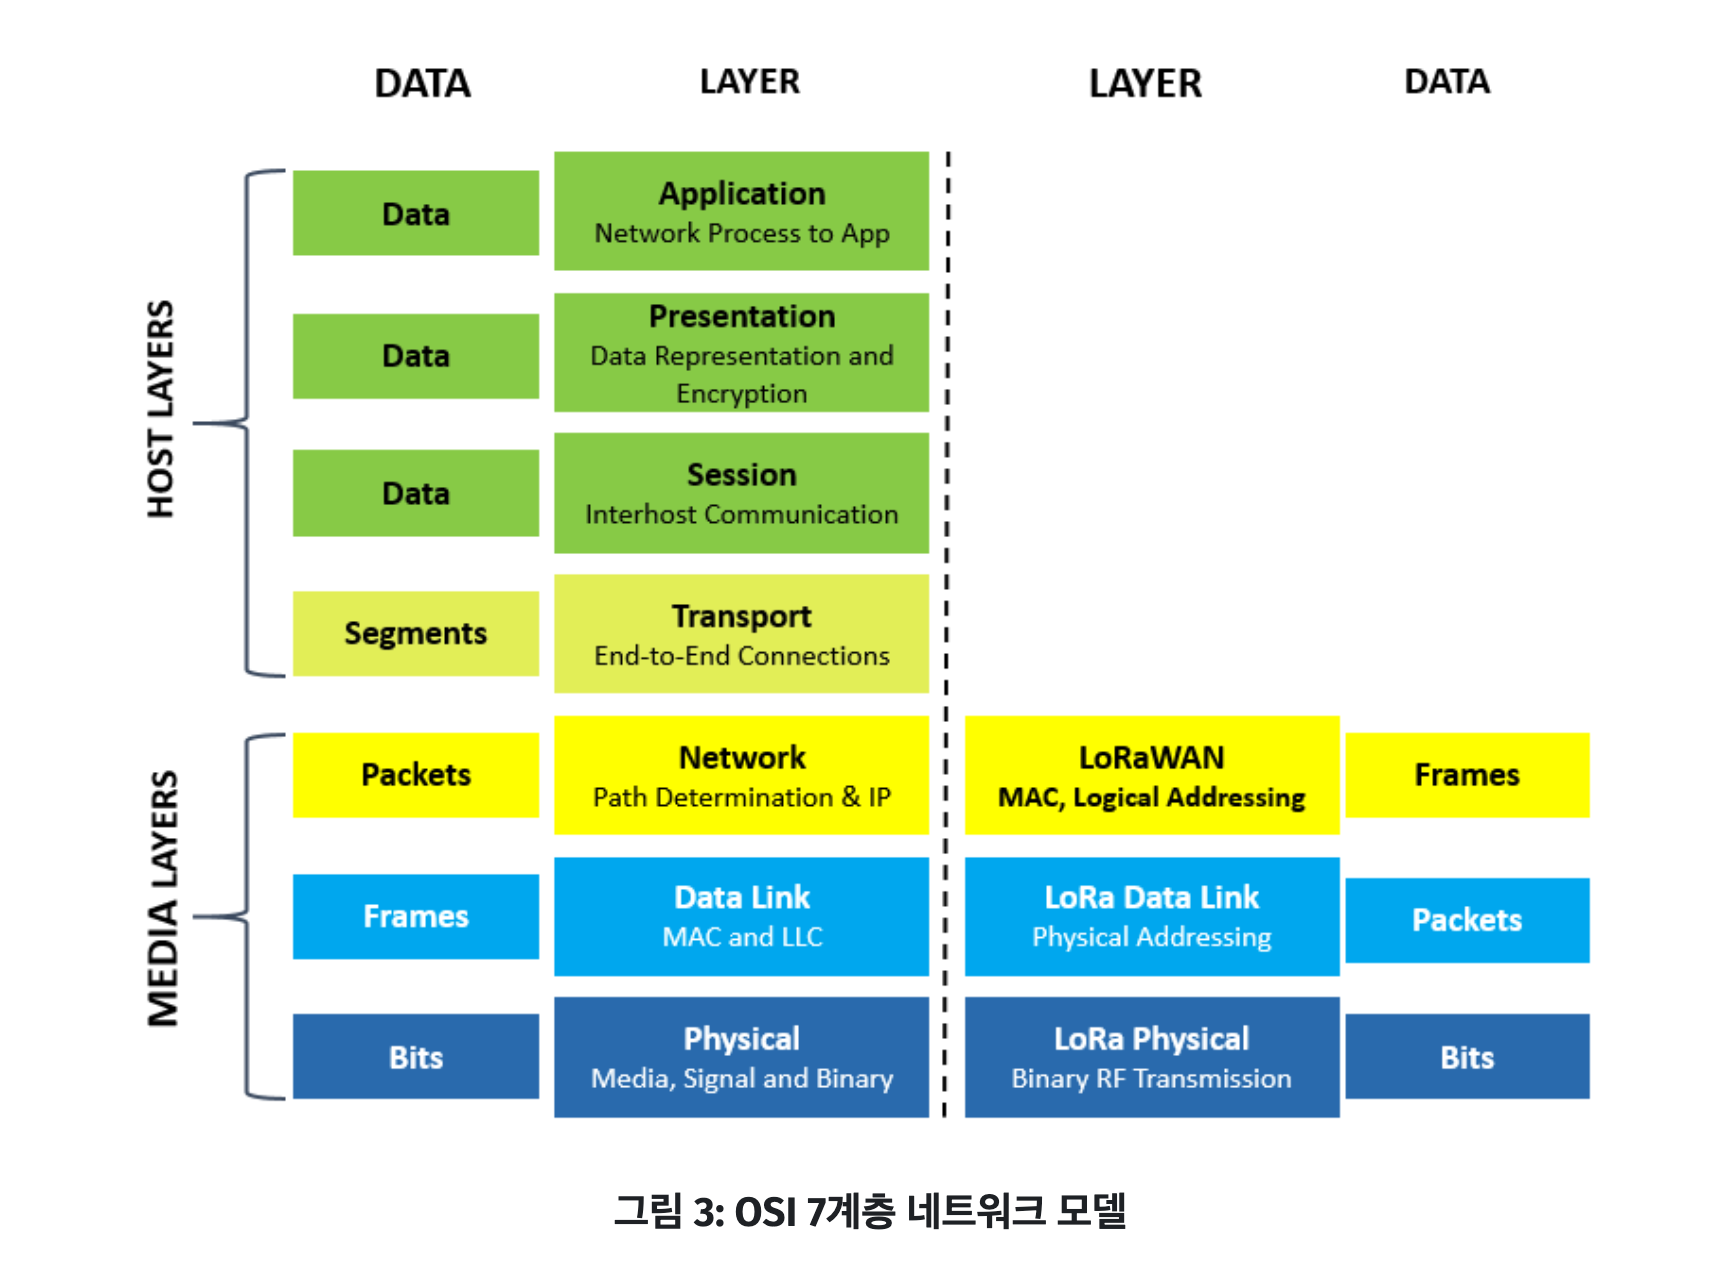 DATA
LAYER
LAYER
DATA
HOST LAYERS
Data
Application
Network Process to App
Data
Presentation
Data Representation and
Encryption
Data
Session
Interhost Communication
Segments
Transport
End-to-End Connections
MEDIA LAYERS
Packets
Network
Path Determination & IP
LoRaWAN
MAC, Logical Addressing
Frames
Frames
Data Link
MAC and LLC
LoRa Data Link
Physical Addressing
Packets
Bits
Physical
Media, Signal and Binary
LoRa Physical
Binary RF Transmission
Bits
그림 3: OSI 7계층 네트워크 모델